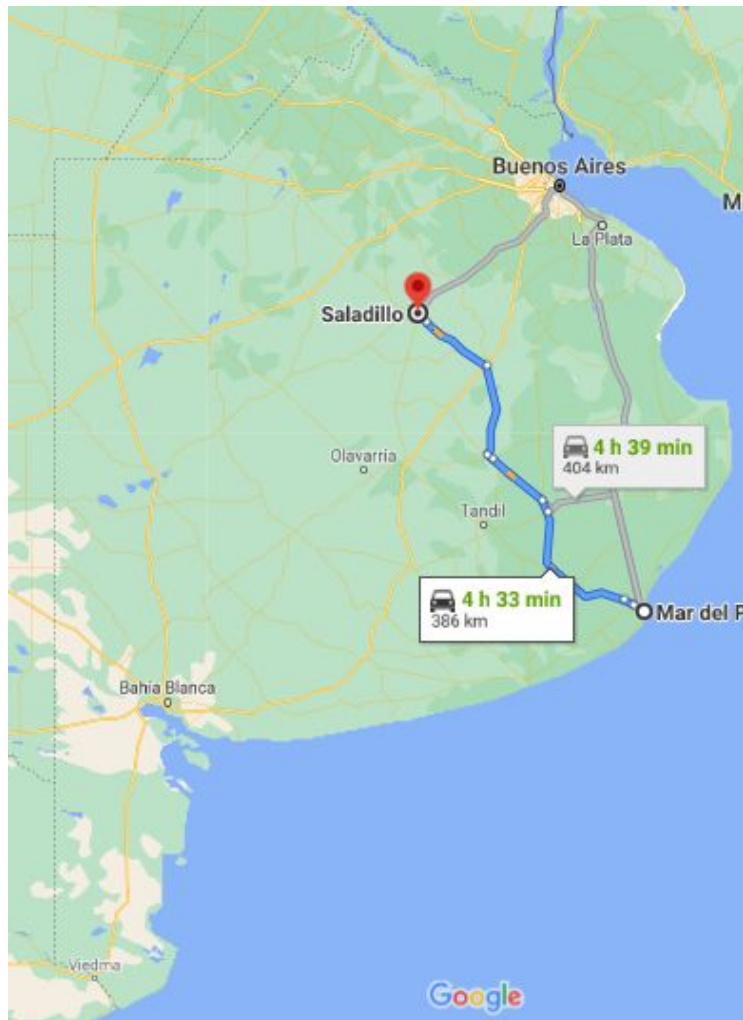 Buenos Aires
M
La Plata
Saladillo
4 h 39 min
404 km
Olavarria
Tandil
4 h 33 min
386 km
Mar del P
Bahía Blanca
Viedma
Google